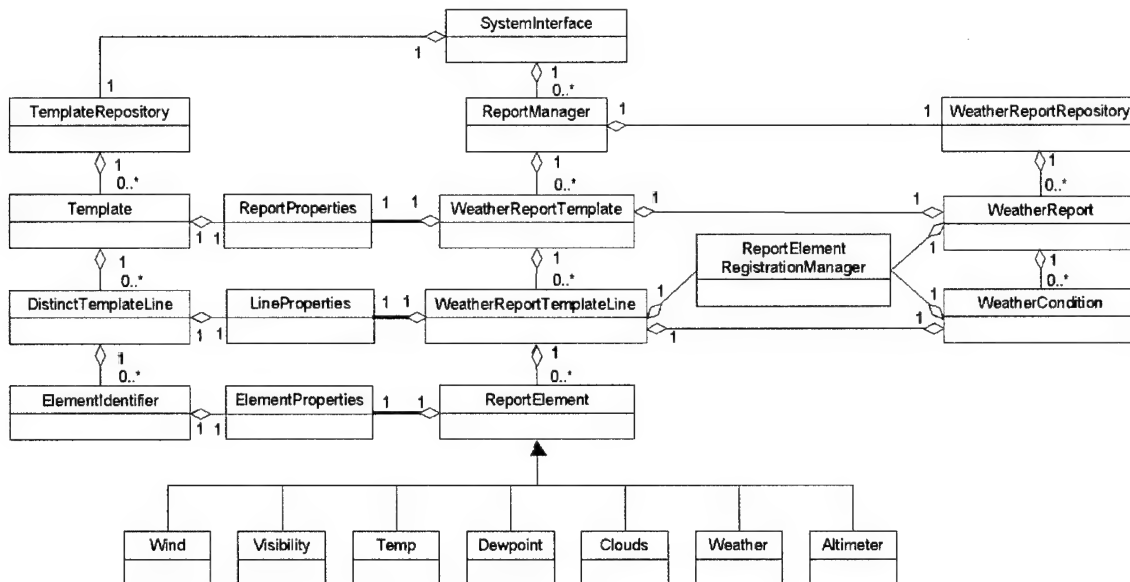 SystemInterface
1
1
1
0..*
TemplateRepository
ReportManager
1
1
WeatherReportRepository
1
0..*
1
0..*
1
0..*
Template
1
1
ReportProperties
1
1
WeatherReportTemplate
1
1
WeatherReport
1
0..*
1
0..*
ReportElement
RegistrationManager
1
1
1
0..*
DistinctTemplateLine
1
1
LineProperties
1
1
WeatherReportTemplateLine
1
1
1
WeatherCondition
1
0..*
1
0..*
ElementIdentifier
1
1
ElementProperties
1
1
ReportElement
Wind
Visibility
Temp
Dewpoint
Clouds
Weather
Altimeter